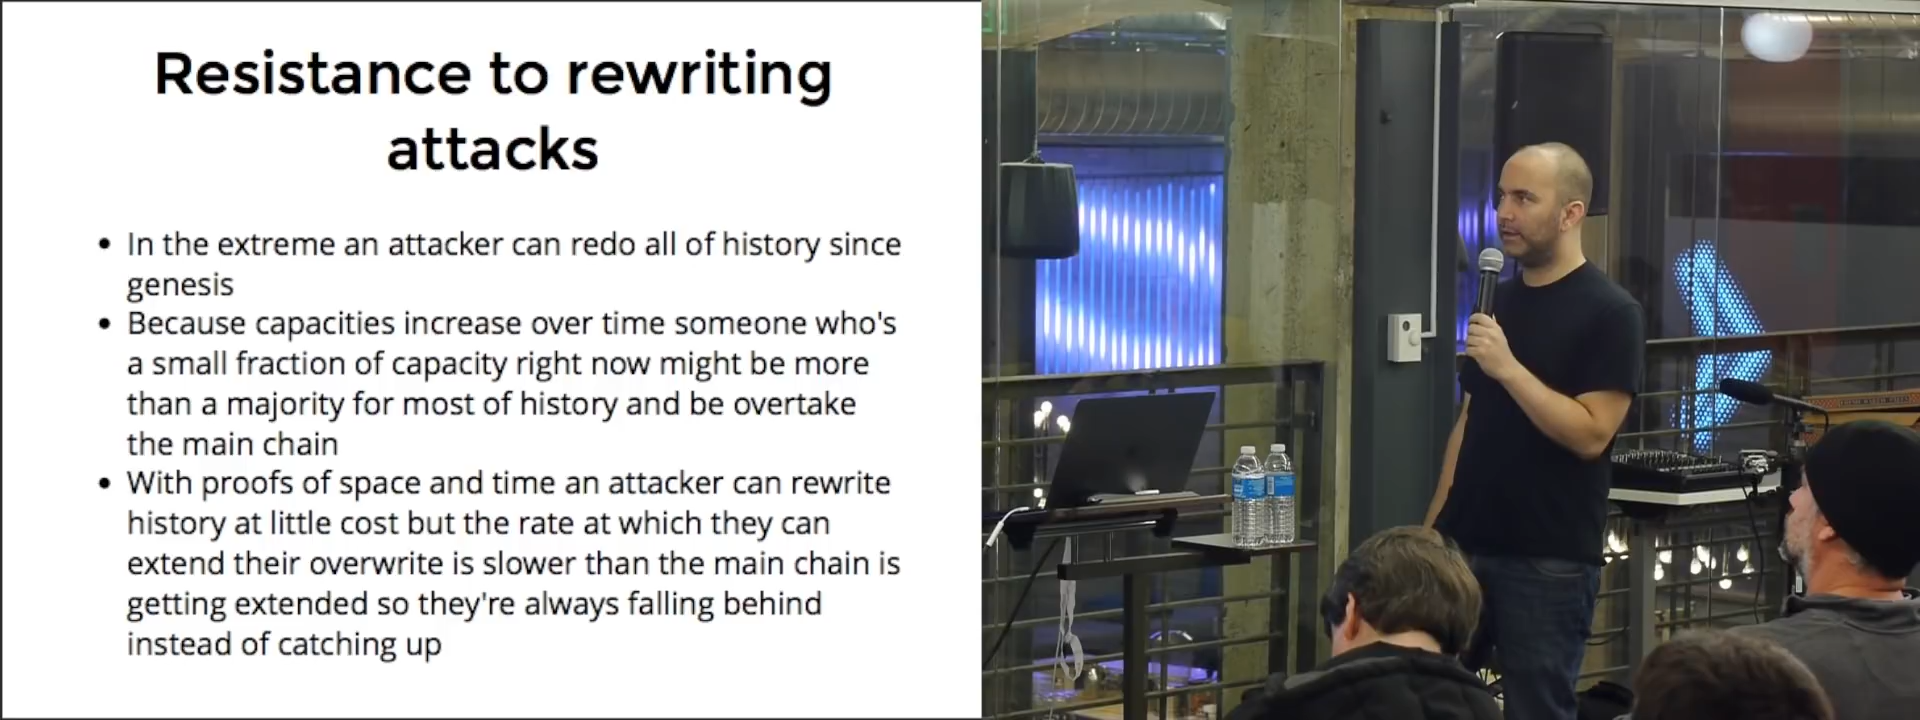 Resistance to rewriting
attacks
• In the extreme an attacker can redo all of history since
genesis
• Because capacities increase over time someone who's
a small fraction of capacity right now might be more
than a majority for most of history and be overtake
the main chain
• With proofs of space and time an attacker can rewrite
history at little cost but the rate at which they can
extend their overwrite is slower than the main chain is
getting extended so they're always falling behind
instead of catching up